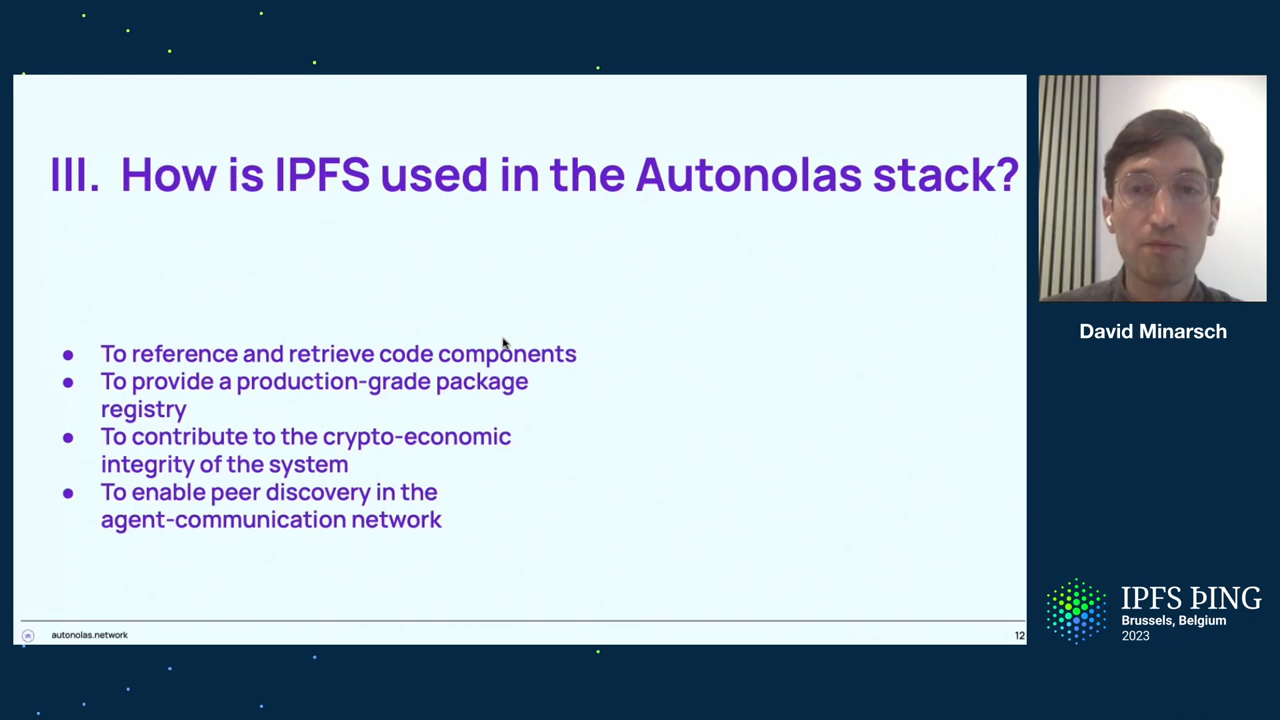 III. How is IPFS used in the Autonolas stack?
● To reference and retrieve code components
● To provide a production-grade package
registry
● To contribute to the crypto-economic
integrity of the system
● To enable peer discovery in the
agent-communication network
autonolas.network
12
David Minarsch
IPFS ÞING
Brussels, Belgium
2023